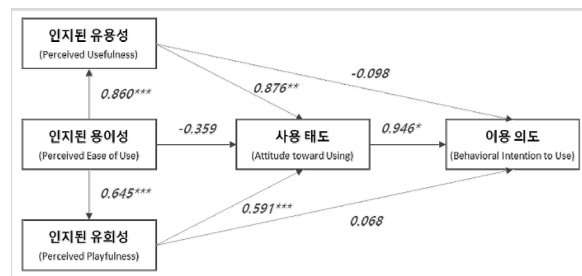 인지된 유용성
(Perceived Usefulness)
-0.098
0.876**
0.860***
인지된 용이성
(Perceived Ease of Use)
-0.359
사용 태도
(Attitude toward Using)
0.946*
이용 의도
(Behavioral Intention to Use)
0.645***
0.591***
0.068
인지된 유희성
(Perceived Playfulness)